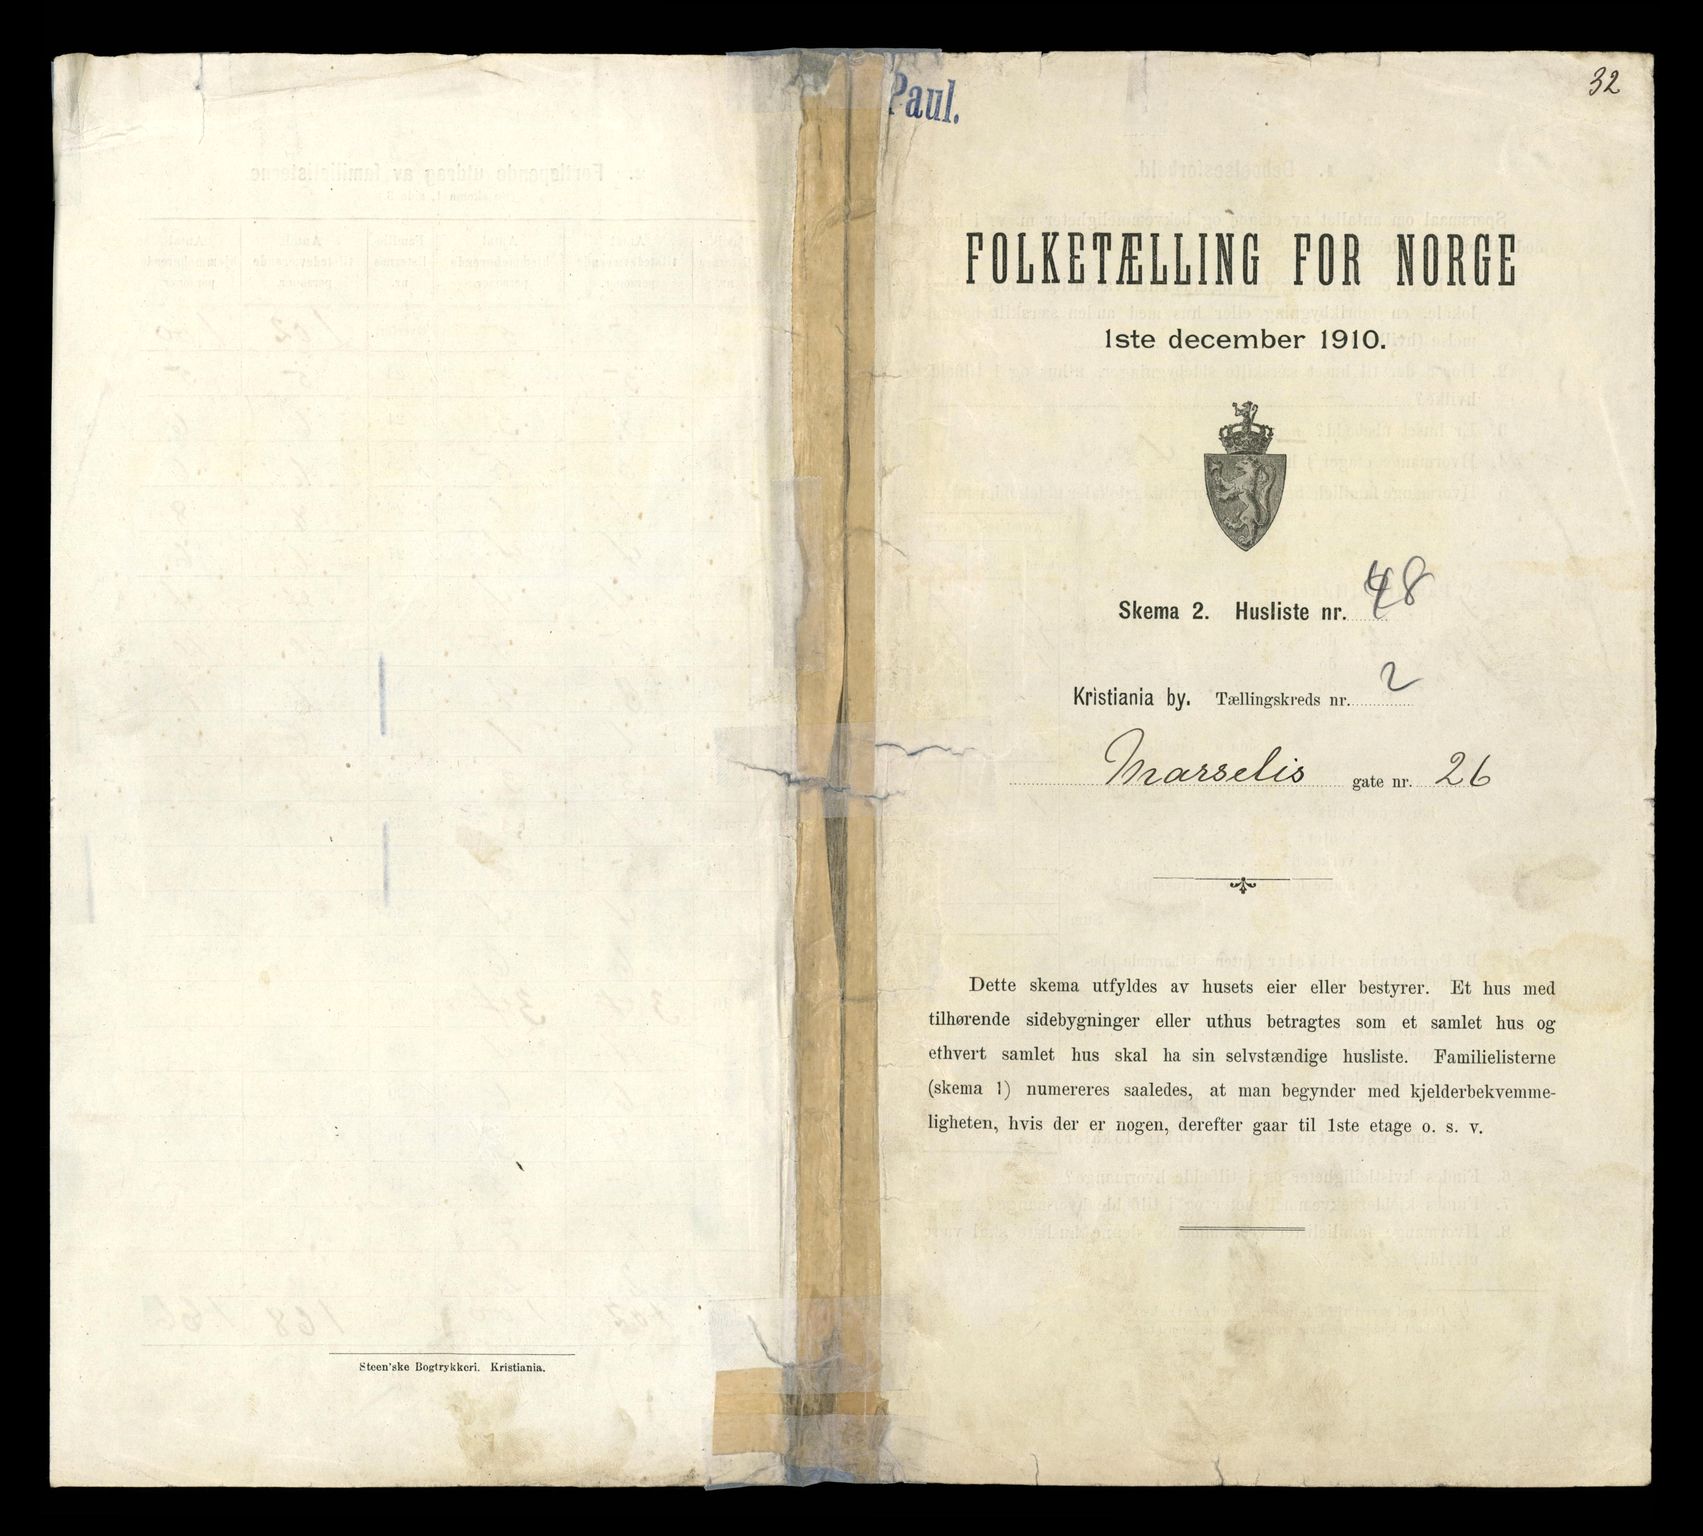 Paul.
32
FOLKETÆLLING FOR NORGE
1ste december 1910.
Skema 2. Husliste nr. 48
Kristiania by. Tællingskreds nr. 2
Marselis gate nr. 26
Dette skema utfyldes av husets eier eller bestyrer. Et hus med
tilhørende sidebygninger eller uthus betragtes som et samlet hus og
ethvert samlet hus skal ha sin selvstændige husliste. Familielisterne
(skema 1) numereres saaledes, at man begynder med kjelderbekvemme-
ligheten, hvis der er nogen, derefter gaar til 1ste etage o. s. v.
Steen'ske Bogtrykkeri. Kristiania.